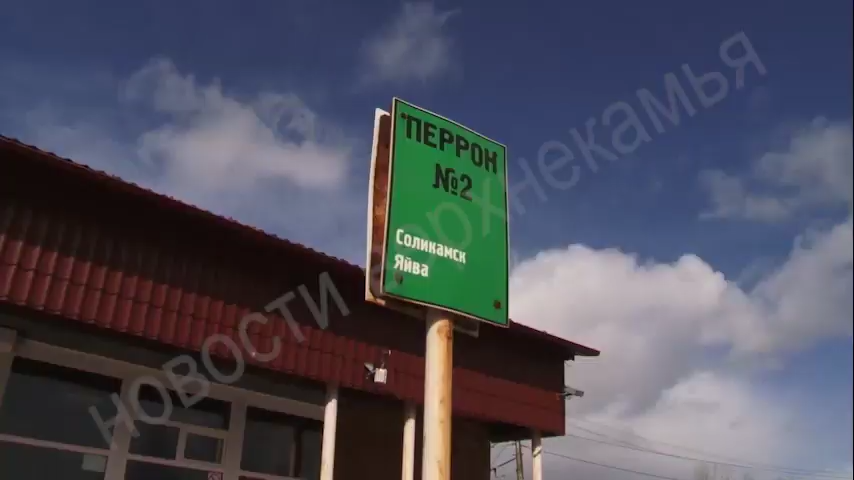 ПЕРРОН
№2
Соликамск
Яйва
новости верхнекамья